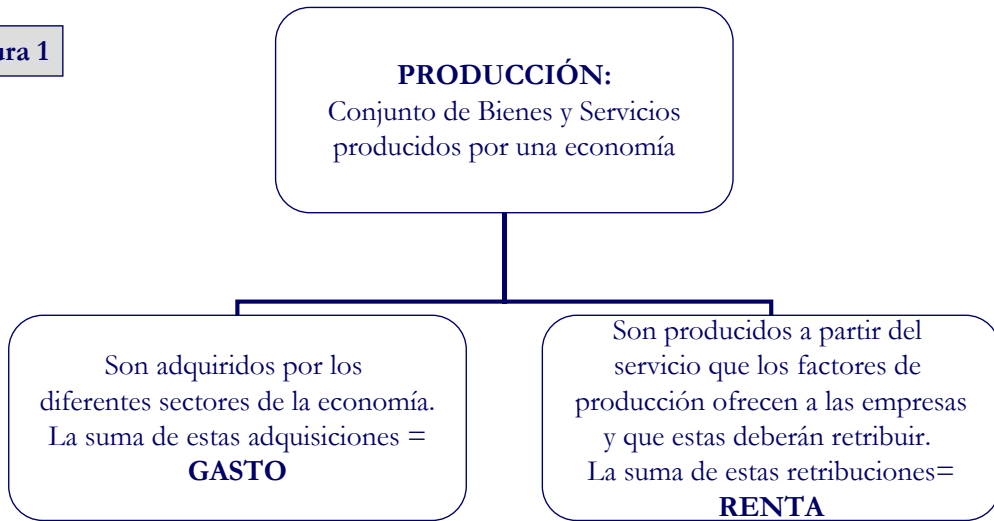 ura 1
PRODUCCIÓN:
Conjunto de Bienes y Servicios
producidos por una economía
Son adquiridos por los
diferentes sectores de la economía.
La suma de estas adquisiciones =
GASTO
Son producidos a partir del
servicio que los factores de
producción ofrecen a las empresas
y que estas deberán retribuir.
La suma de estas retribuciones=
RENTA